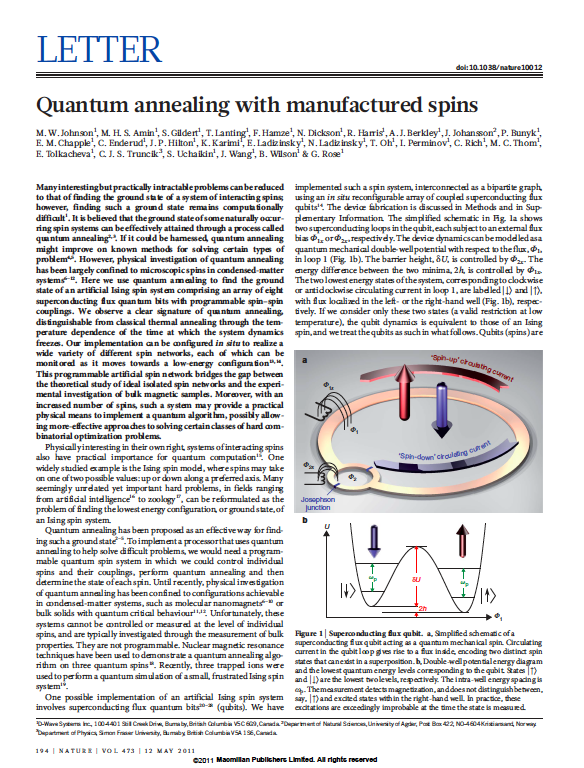 LETTER
doi:10.1038/nature10012
Quantum annealing with manufactured spins
M. W. Johnson¹, M. H. S. Amin¹, S. Gildert¹, T. Lanting¹, F. Hamze¹, N. Dickson¹, R. Harris¹, A. J. Berkley¹, J. Johansson², P. Bunyk¹,
E. M. Chapple¹, C. Enderud¹, J. P. Hilton¹, K. Karimi¹, E. Ladizinsky¹, N. Ladizinsky¹, T. Oh¹, I. Perminov¹, C. Rich¹, M. C. Thom¹,
E. Tolkacheva¹, C. J. S. Truncik³, S. Uchaikin¹, J. Wang¹, B. Wilson¹ & G. Rose¹
Many interesting but practically intractable problems can be reduced
to that of finding the ground state of a system of interacting spins;
however, finding such a ground state remains computationally
difficult¹. It is believed that the ground state of some naturally occur-
ring spin systems can be effectively attained through a process called
quantum annealing²,³. If it could be harnessed, quantum annealing
might improve on known methods for solving certain types of
problem⁴,⁵. However, physical investigation of quantum annealing
has been largely confined to microscopic spins in condensed-matter
systems⁶⁻¹². Here we use quantum annealing to find the ground
state of an artificial Ising spin system comprising an array of eight
superconducting flux quantum bits with programmable spin–spin
couplings. We observe a clear signature of quantum annealing,
distinguishable from classical thermal annealing through the tem-
perature dependence of the time at which the system dynamics
freezes. Our implementation can be configured in situ to realize a
wide variety of different spin networks, each of which can be
monitored as it moves towards a low-energy configuration¹³,¹⁴.
This programmable artificial spin network bridges the gap between
the theoretical study of ideal isolated spin networks and the experi-
mental investigation of bulk magnetic samples. Moreover, with an
increased number of spins, such a system may provide a practical
physical means to implement a quantum algorithm, possibly allow-
ing more-effective approaches to solving certain classes of hard com-
binatorial optimization problems.
Physically interesting in their own right, systems of interacting spins
also have practical importance for quantum computation¹⁵. One
widely studied example is the Ising spin model, where spins may take
on one of two possible values: up or down along a preferred axis. Many
seemingly unrelated yet important hard problems, in fields ranging
from artificial intelligence¹⁶ to zoology¹⁷, can be reformulated as the
problem of finding the lowest energy configuration, or ground state, of
an Ising spin system.
Quantum annealing has been proposed as an effective way for find-
ing such a ground state²⁻⁵. To implement a processor that uses quantum
annealing to help solve difficult problems, we would need a program-
mable quantum spin system in which we could control individual
spins and their couplings, perform quantum annealing and then
determine the state of each spin. Until recently, physical investigation
of quantum annealing has been confined to configurations achievable
in condensed-matter systems, such as molecular nanomagnets⁶⁻¹⁰ or
bulk solids with quantum critical behaviour¹¹,¹². Unfortunately, these
systems cannot be controlled or measured at the level of individual
spins, and are typically investigated through the measurement of bulk
properties. They are not programmable. Nuclear magnetic resonance
techniques have been used to demonstrate a quantum annealing algo-
rithm on three quantum spins¹⁸. Recently, three trapped ions were
used to perform a quantum simulation of a small, frustrated Ising spin
system¹⁹.
One possible implementation of an artificial Ising spin system
involves superconducting flux quantum bits²⁰⁻²⁸ (qubits). We have
implemented such a spin system, interconnected as a bipartite graph,
using an in situ reconfigurable array of coupled superconducting flux
qubits¹⁴. The device fabrication is discussed in Methods and in Sup-
plementary Information. The simplified schematic in Fig. 1a shows
two superconducting loops in the qubit, each subject to an external flux
bias Φ1x or Φ2x, respectively. The device dynamics can be modelled as a
quantum mechanical double-well potential with respect to the flux, Φ1,
in loop 1 (Fig. 1b). The barrier height, δU, is controlled by Φ2x. The
energy difference between the two minima, 2h, is controlled by Φ1x.
The two lowest energy states of the system, corresponding to clockwise
or anticlockwise circulating current in loop 1, are labelled |↓⟩ and |↑⟩,
with flux localized in the left- or the right-hand well (Fig. 1b), respec-
tively. If we consider only these two states (a valid restriction at low
temperature), the qubit dynamics is equivalent to those of an Ising
spin, and we treat the qubits as such in what follows. Qubits (spins) are
a
'Spin-up' circulating current
Φ1x
Φ1
'Spin-down' circulating current
Φ2x
Φ2
Josephson
junction
b
U
ωp
δU
ωp
|↓⟩
|↑⟩
2h
Φ1
Figure 1 | Superconducting flux qubit. a, Simplified schematic of a
superconducting flux qubit acting as a quantum mechanical spin. Circulating
current in the qubit loop gives rise to a flux inside, encoding two distinct spin
states that can exist in a superposition. b, Double-well potential energy diagram
and the lowest quantum energy levels corresponding to the qubit. States |↑⟩
and |↓⟩ are the lowest two levels, respectively. The intra-well energy spacing is
ωp. The measurement detects magnetization, and does not distinguish between,
say, |↑⟩ and excited states within the right-hand well. In practice, these
excitations are exceedingly improbable at the time the state is measured.
¹D-Wave Systems Inc., 100-4401 Still Creek Drive, Burnaby, British Columbia V5C 6G9, Canada. ²Department of Natural Sciences, University of Agder, Post Box 422, NO-4604 Kristiansand, Norway.
³Department of Physics, Simon Fraser University, Burnaby, British Columbia V5A 1S6, Canada.
194 | NATURE | VOL 473 | 12 MAY 2011
©2011 Macmillan Publishers Limited. All rights reserved